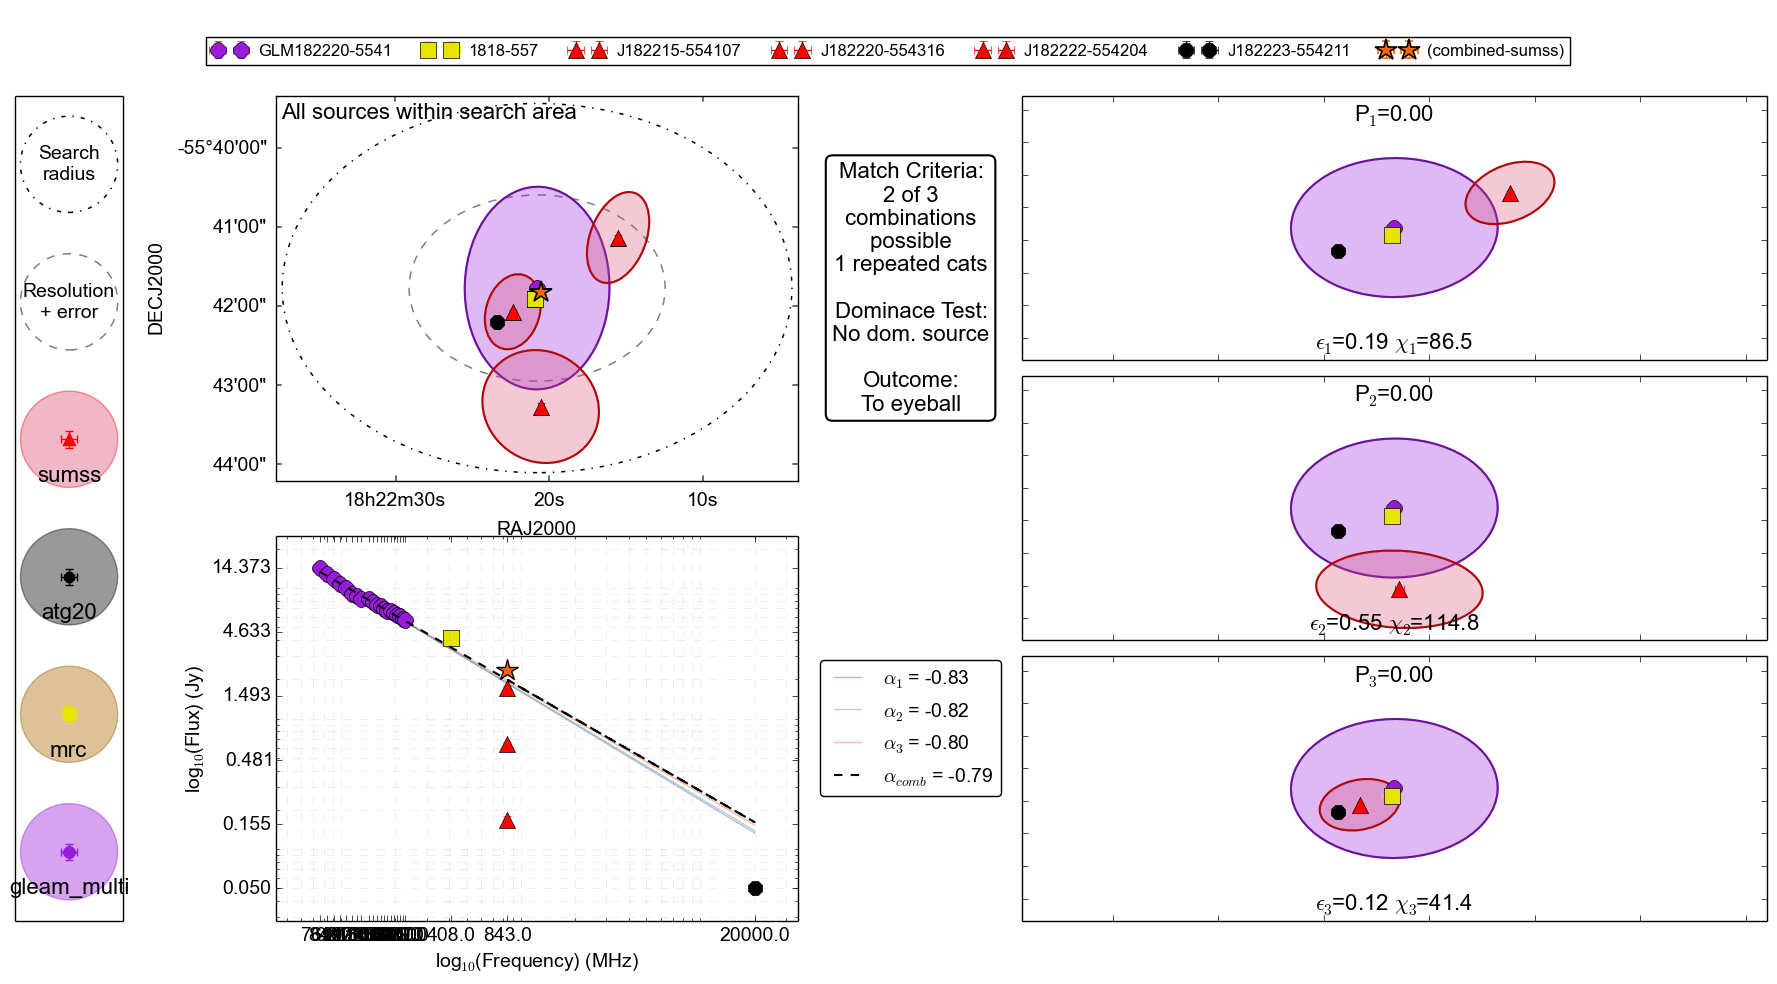 GLM182220-5541 1818-557 J182215-554107 J182220-554316 J182222-554204 J182223-554211 (combined-sumss)
Search
radius
Resolution
+ error
sumss
atg20
mrc
gleam_multi
All sources within search area
DECJ2000
-55°40'00"
41'00"
42'00"
43'00"
44'00"
18h22m30s 20s 10s
RAJ2000
Match Criteria:
2 of 3
combinations
possible
1 repeated cats
Dominace Test:
No dom. source
Outcome:
To eyeball
P1=0.00
ϵ1=0.19 χ1=86.5
P2=0.00
ϵ2=0.55 χ2=114.8
P3=0.00
ϵ3=0.12 χ3=41.4
log10(Flux) (Jy)
14.373
4.633
1.493
0.481
0.155
0.050
408.0 843.0 20000.0
log10(Frequency) (MHz)
α1 = -0.83
α2 = -0.82
α3 = -0.80
αcomb = -0.79